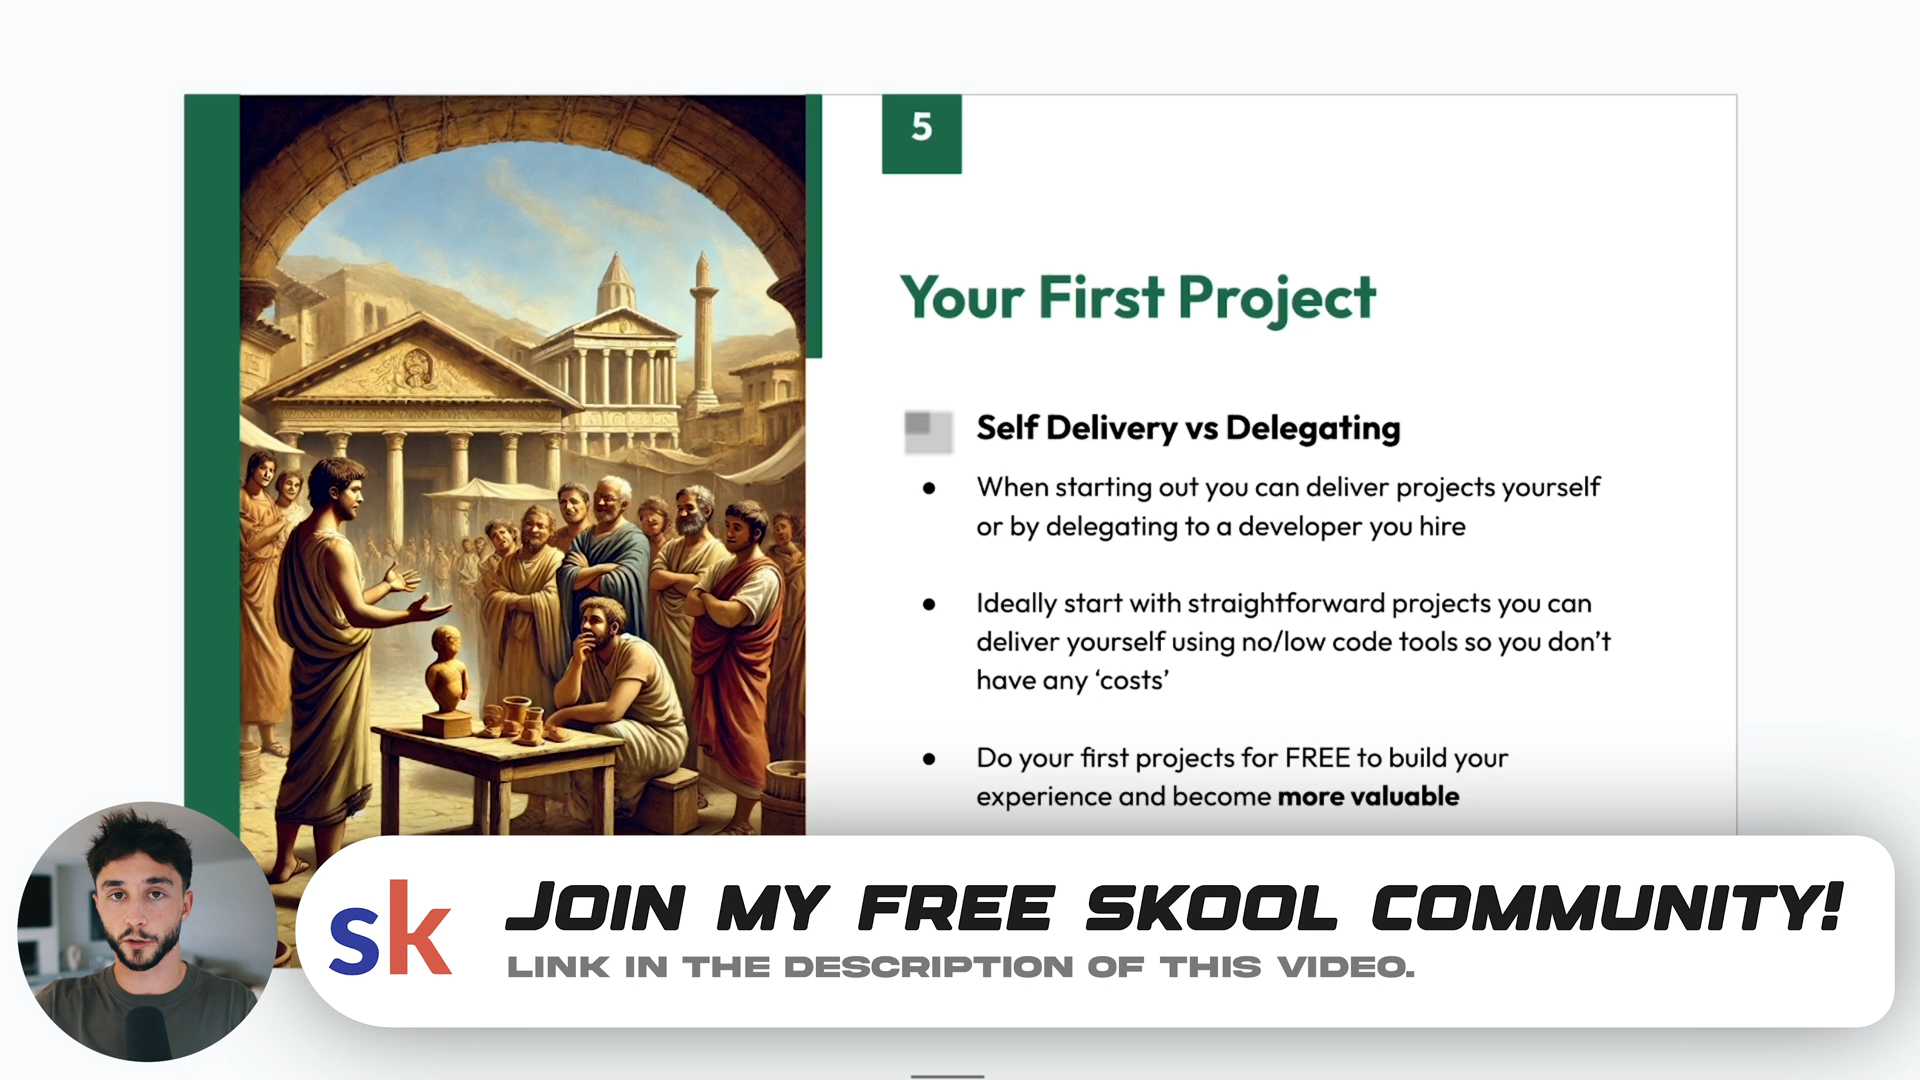 5
Your First Project
Self Delivery vs Delegating
● When starting out you can deliver projects yourself
or by delegating to a developer you hire
● Ideally start with straightforward projects you can
deliver yourself using no/low code tools so you don’t
have any ‘costs’
● Do your first projects for FREE to build your
experience and become more valuable
sk
JOIN MY FREE SKOOL COMMUNITY!
LINK IN THE DESCRIPTION OF THIS VIDEO.